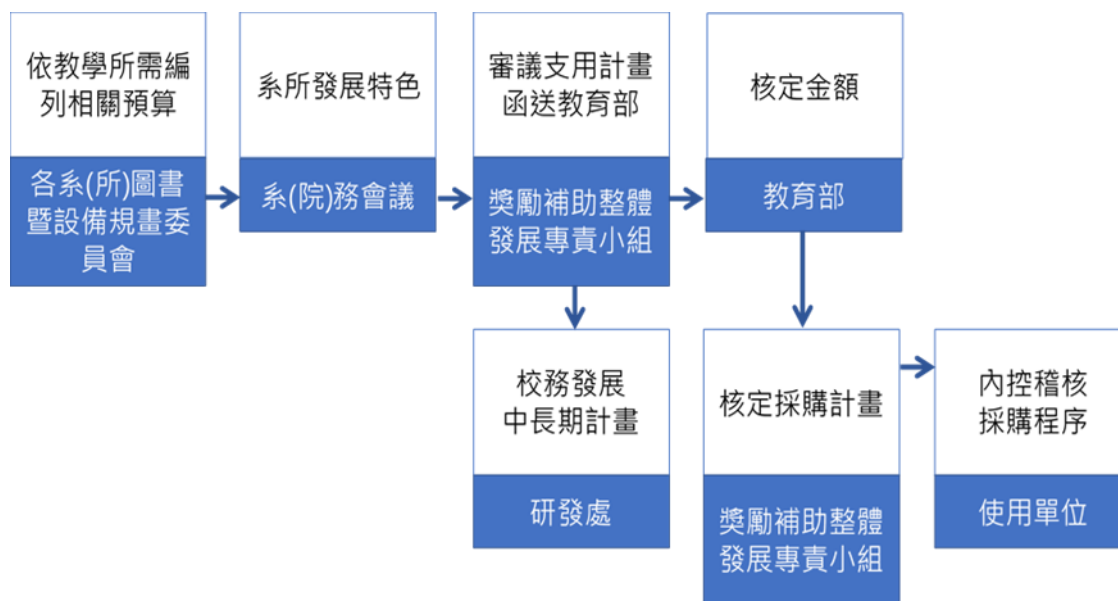 依教學所需編
列相關預算
各系(所)圖書
暨設備規畫委
員會
系所發展特色
系(院)務會議
審議支用計畫
函送教育部
獎勵補助整體
發展專責小組
核定金額
教育部
校務發展
中長期計畫
研發處
核定採購計畫
獎勵補助整體
發展專責小組
內控稽核
採購程序
使用單位